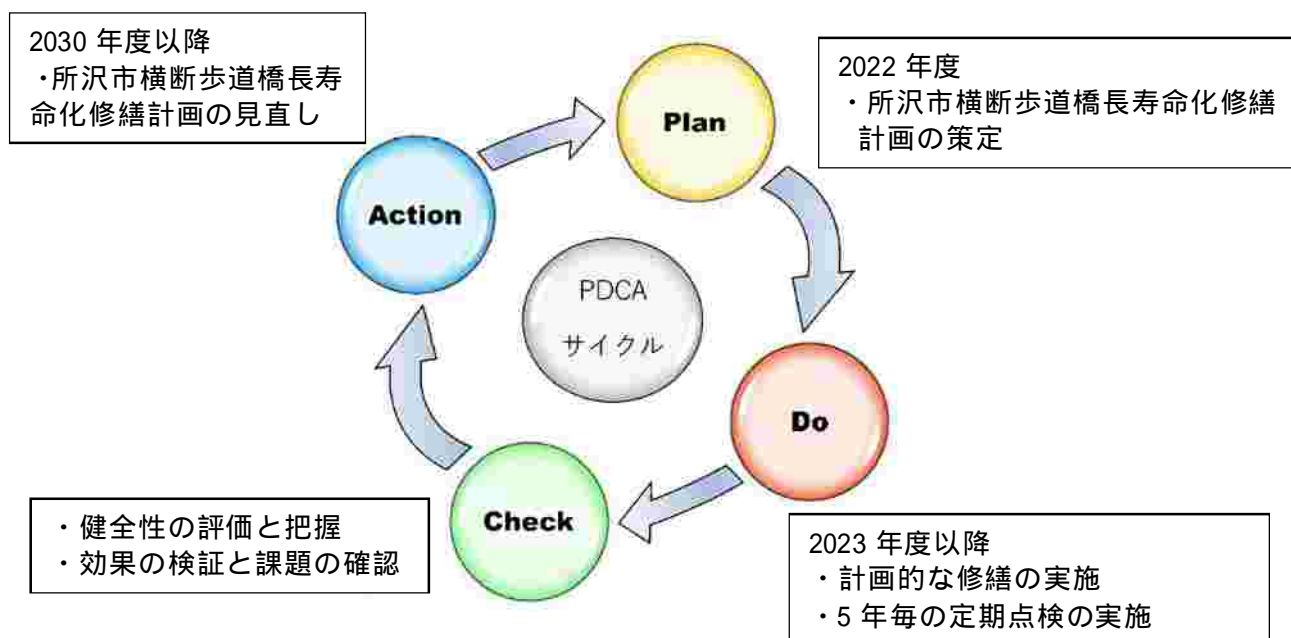 2030 年度以降
・所沢市横断歩道橋長寿
命化修繕計画の見直し
Plan
2022 年度
・所沢市横断歩道橋長寿命化修繕
計画の策定
Action
PDCA
サイクル
Do
Check
・健全性の評価と把握
・効果の検証と課題の確認
2023 年度以降
・計画的な修繕の実施
・5 年毎の定期点検の実施